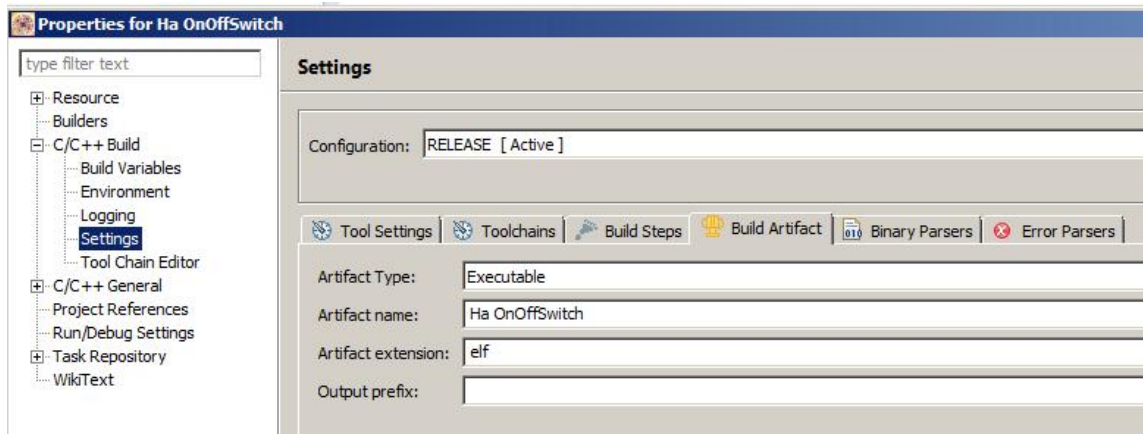 Properties for Ha OnOffSwitch
type filter text
Resource
Builders
C/C++ Build
Build Variables
Environment
Logging
Settings
Tool Chain Editor
C/C++ General
Project References
Run/Debug Settings
Task Repository
WikiText
Settings
Configuration: RELEASE [ Active ]
Tool Settings Toolchains Build Steps Build Artifact Binary Parsers Error Parsers
Artifact Type: Executable
Artifact name: Ha OnOffSwitch
Artifact extension: elf
Output prefix: